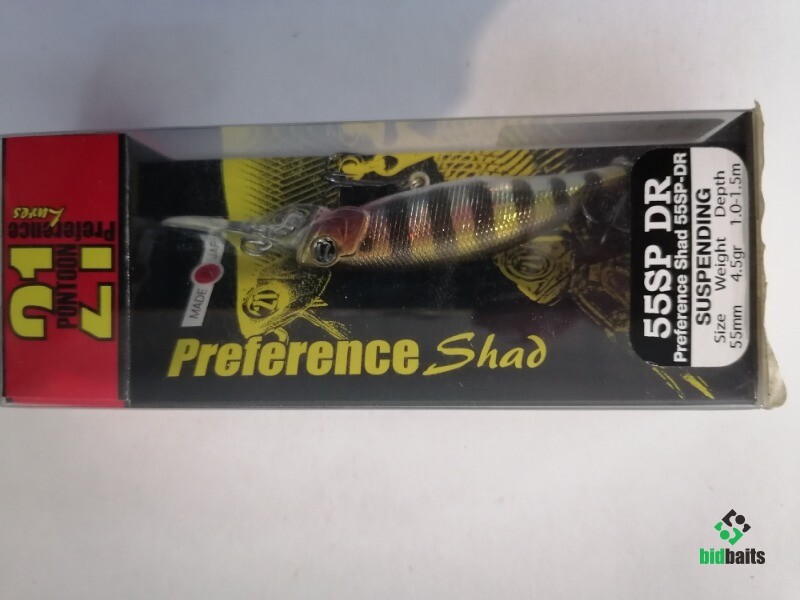 Preference
Lures
21
PONTOON
MADE
Preference Shad
55SP DR
Preference Shad 55SP-DR
SUSPENDING
Size Weight Depth
55mm 4.5gr 1.0-1.5m
bidbaits